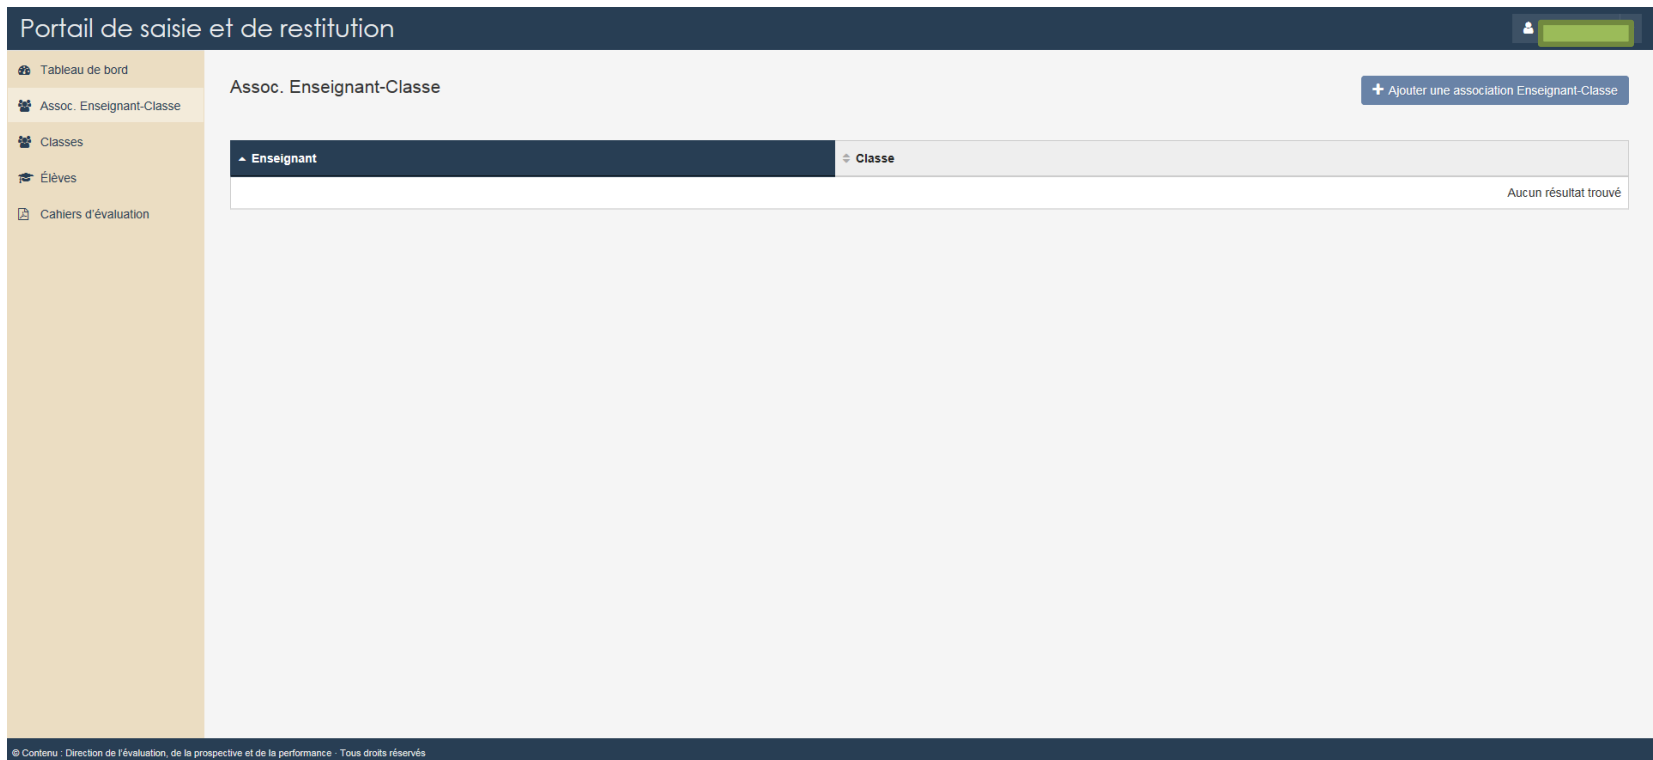 Portail de saisie et de restitution
Tableau de bord
Assoc. Enseignant-Classe
Classes
Élèves
Cahiers d'évaluation
Assoc. Enseignant-Classe
Ajouter une association Enseignant-Classe
Enseignant
Classe
Aucun résultat trouvé
© Contenu : Direction de l'évaluation, de la prospective et de la performance - Tous droits réservés